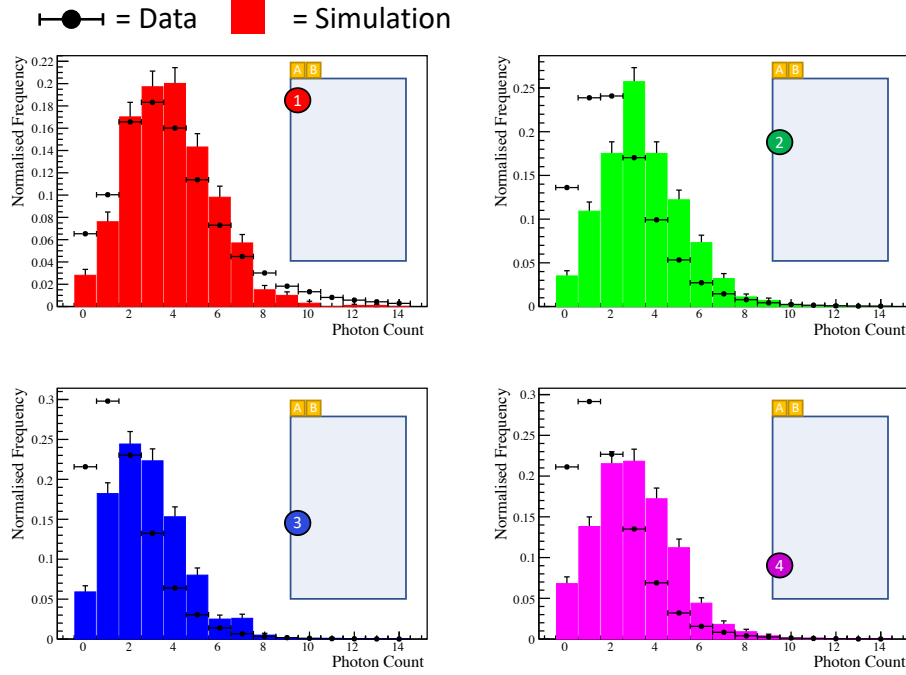 = Data = Simulation
Normalised Frequency
0.22
0.2
0.18
0.16
0.14
0.12
0.1
0.08
0.06
0.04
0.02
0
A B
1
0 2 4 6 8 10 12 14
Photon Count
Normalised Frequency
0.25
0.2
0.15
0.1
0.05
0
A B
2
0 2 4 6 8 10 12 14
Photon Count
Normalised Frequency
0.3
0.25
0.2
0.15
0.1
0.05
0
A B
3
0 2 4 6 8 10 12 14
Photon Count
Normalised Frequency
0.3
0.25
0.2
0.15
0.1
0.05
0
A B
4
0 2 4 6 8 10 12 14
Photon Count